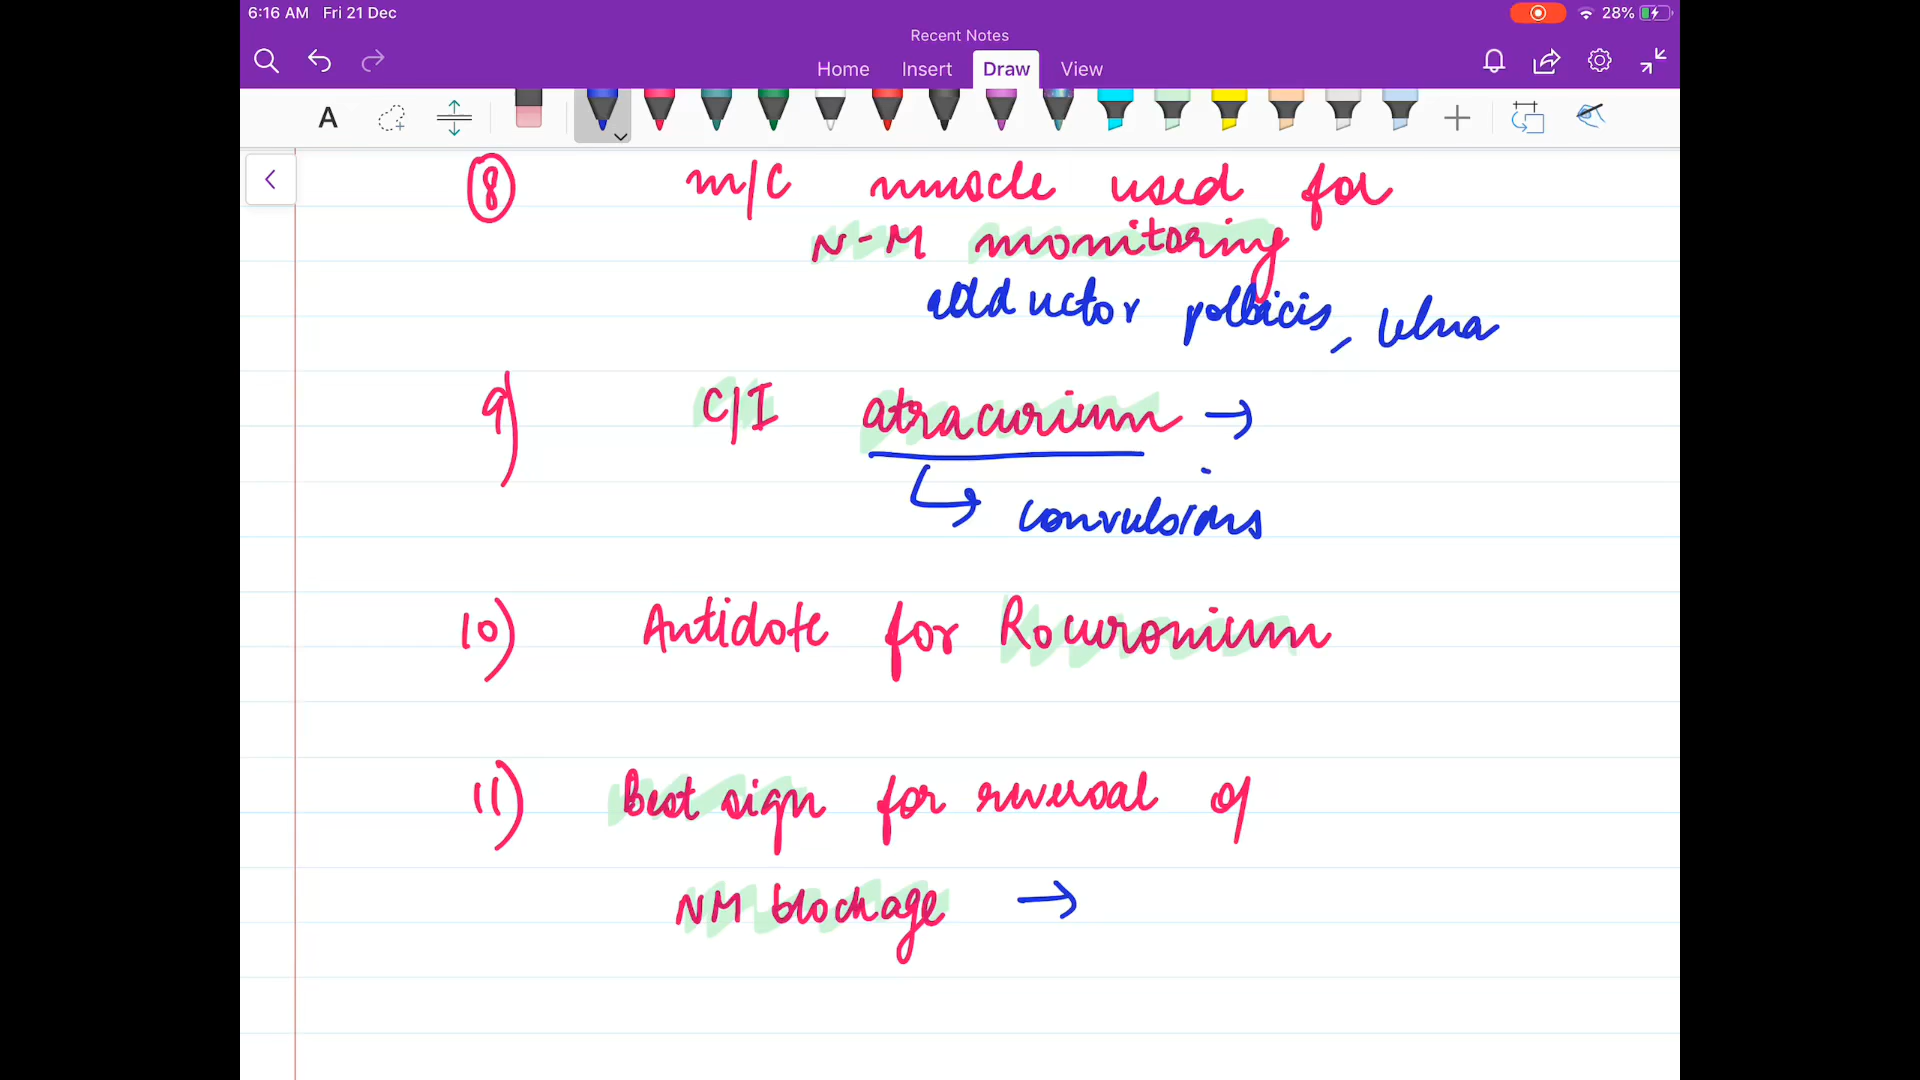 6:16 AM Fri 21 Dec
28%
Recent Notes
Home Insert Draw View
A
8 m/c muscle used for
N-M monitoring
adductor pollicis, Ulna
9) C/I atracurium →
↳ convulsions
10) Antidote for Rocuronium
11) Best sign for reversal of
NM blockage →